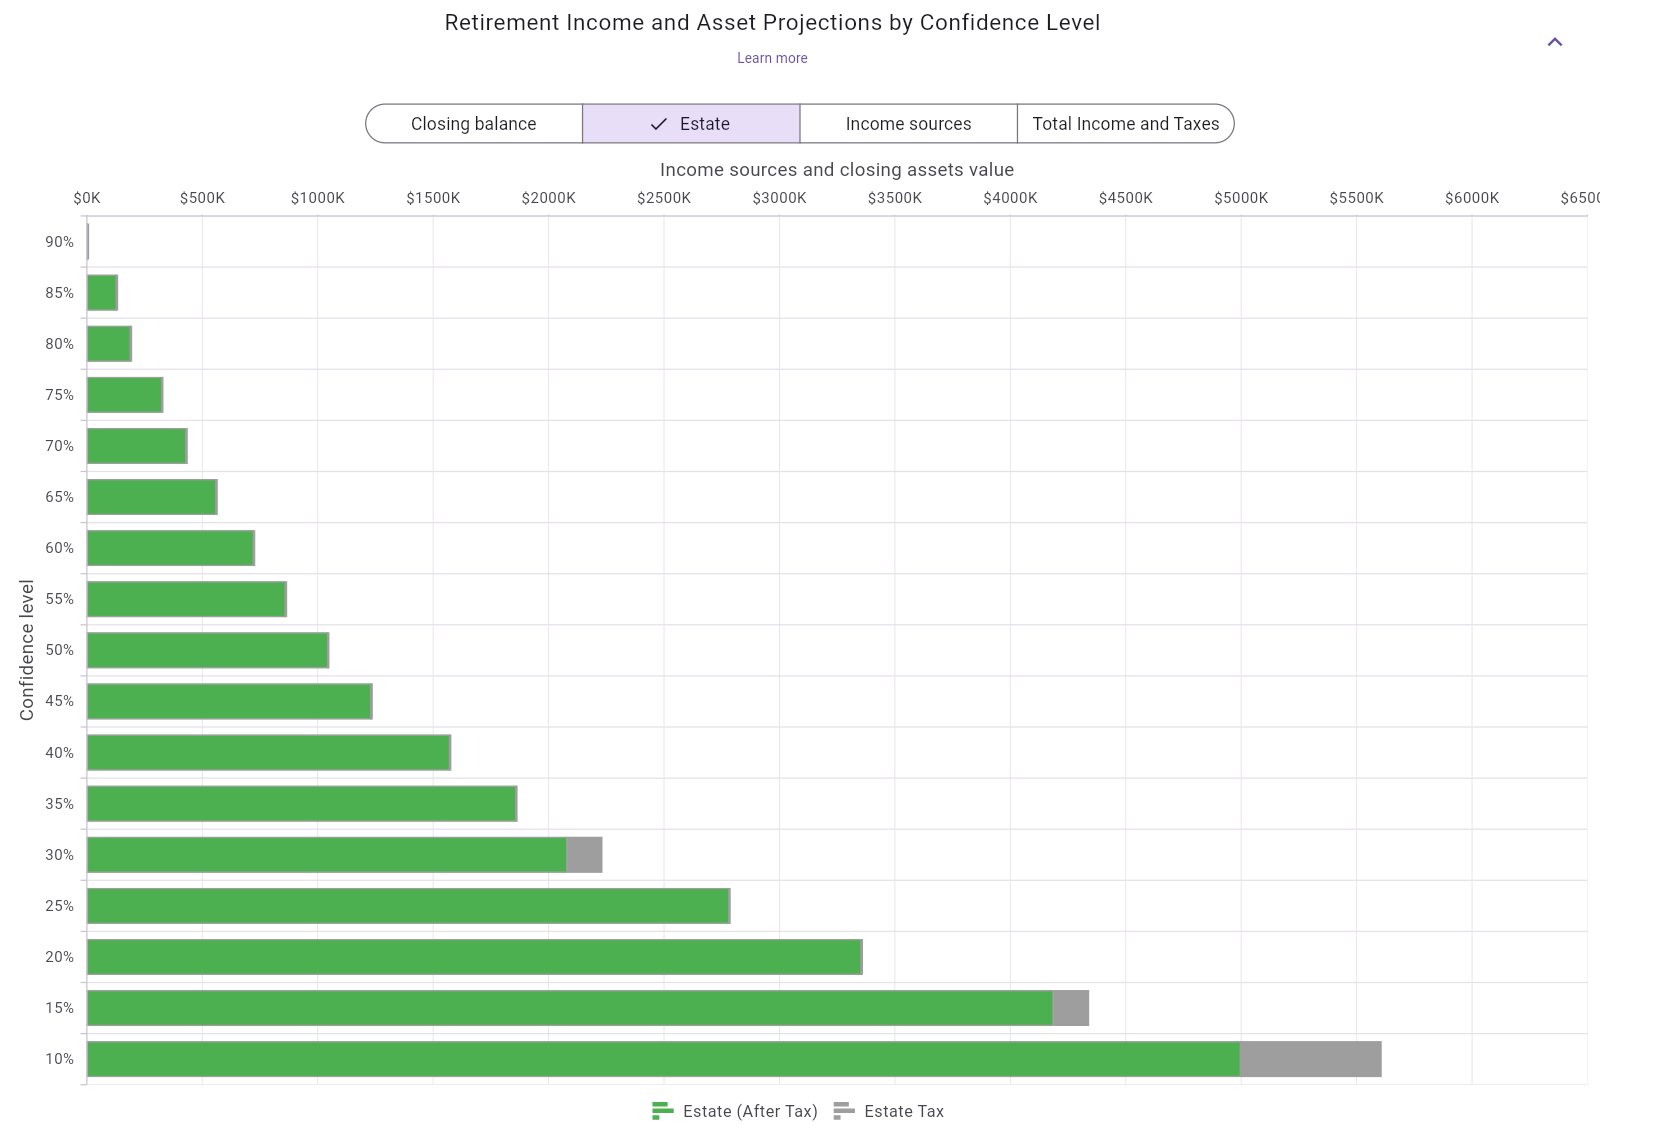 Retirement Income and Asset Projections by Confidence Level
Learn more
Closing balance Estate Income sources Total Income and Taxes
Income sources and closing assets value
$0K $500K $1000K $1500K $2000K $2500K $3000K $3500K $4000K $4500K $5000K $5500K $6000K $650
90%
85%
80%
75%
70%
65%
60%
55%
50%
45%
40%
35%
30%
25%
20%
15%
10%
Confidence level
Estate (After Tax) Estate Tax